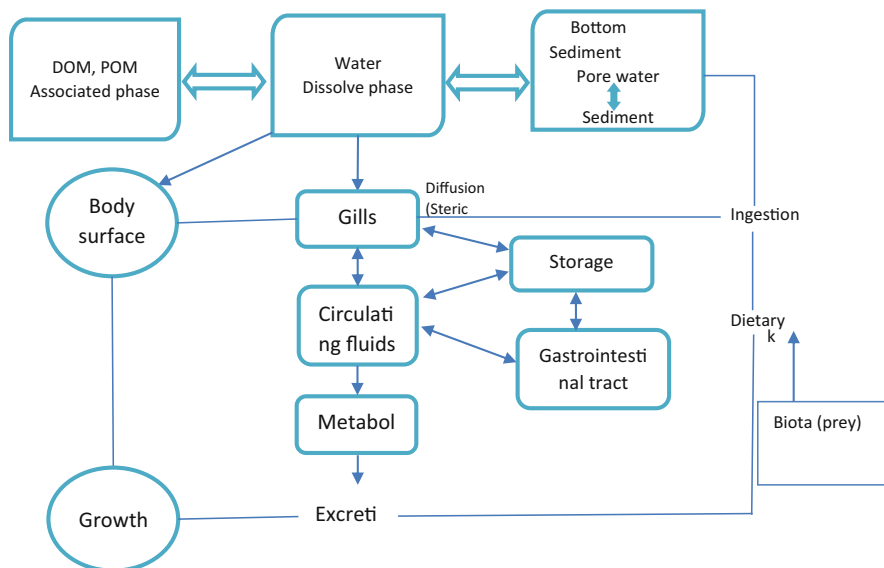 DOM, POM
Associated phase
Water
Dissolve phase
Bottom
Sediment
Pore water
Sediment
Body
surface
Gills
Diffusion
(Steric
Ingestion
Storage
Circulati
ng fluids
Dietary
k
Gastrointesti
nal tract
Metabol
Biota (prey)
Growth
Excreti